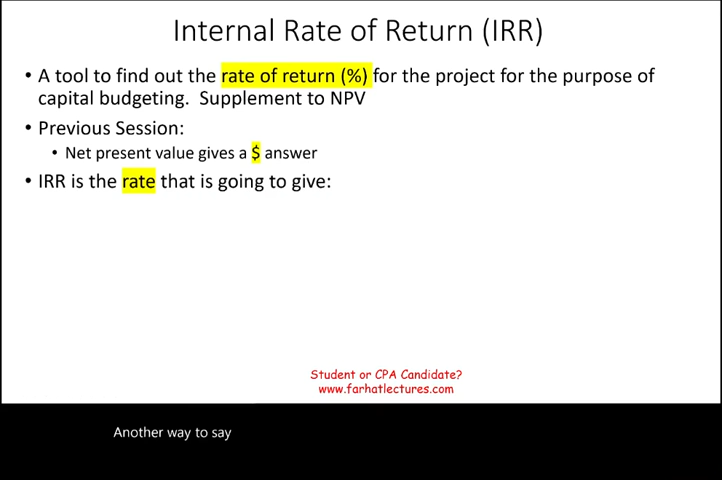 Internal Rate of Return (IRR)
• A tool to find out the rate of return (%) for the project for the purpose of
capital budgeting. Supplement to NPV
• Previous Session:
• Net present value gives a $ answer
• IRR is the rate that is going to give:
Student or CPA Candidate?
www.farhatlectures.com
Another way to say